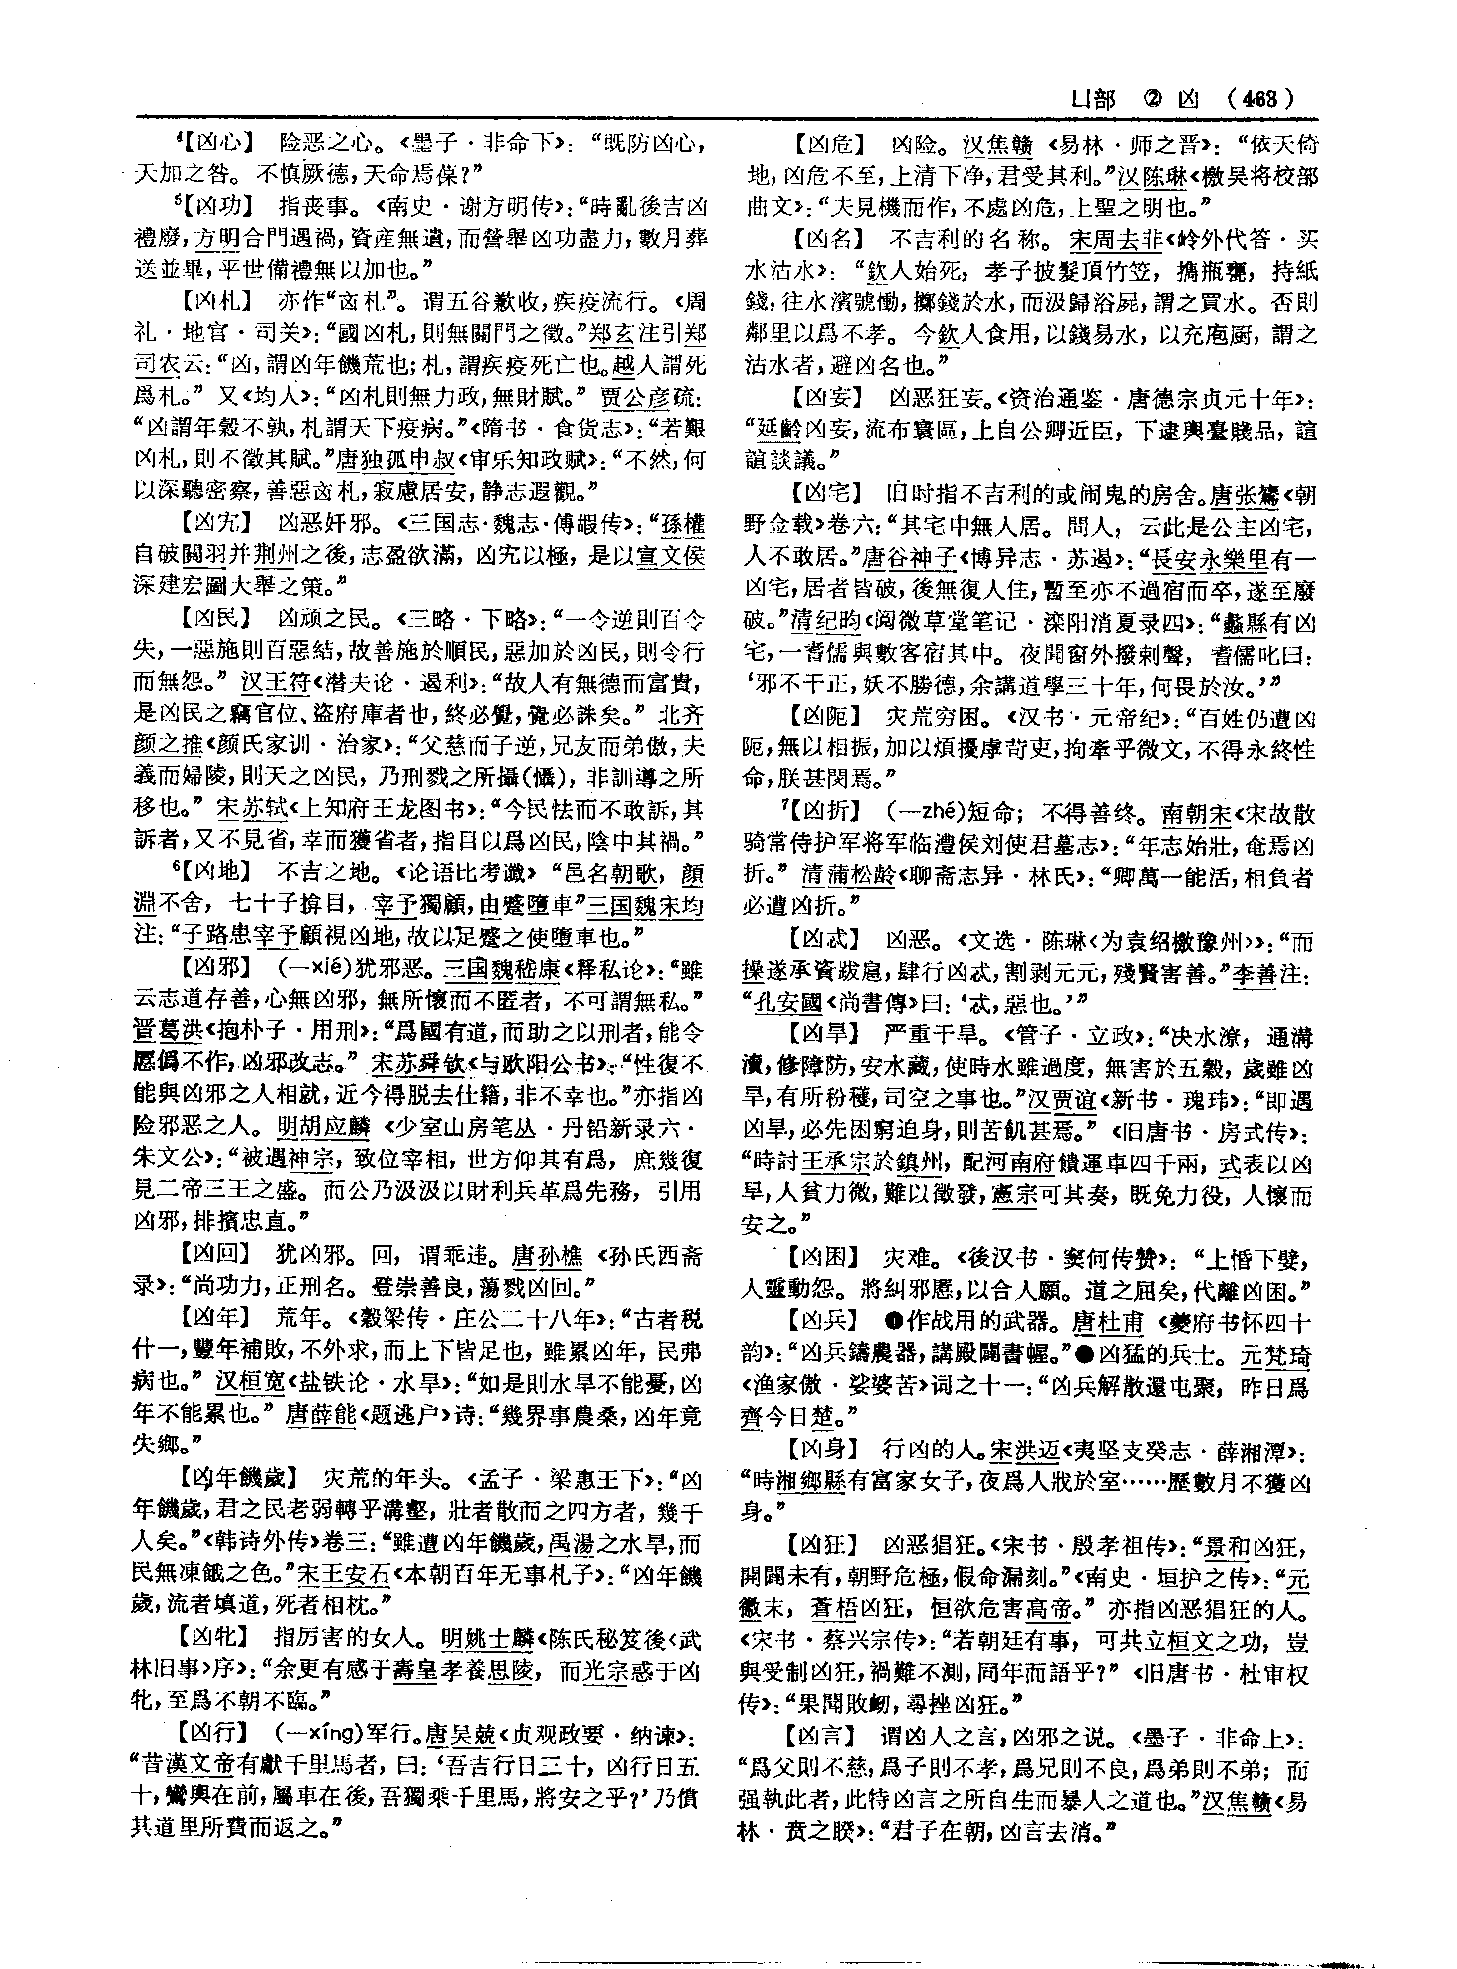 凵部 ② 凶 （463）
⁴【凶心】 险恶之心。《墨子·非命下》：“既防凶心，
天加之咎。不慎厥德，天命焉葆？”
⁵【凶功】 指丧事。《南史·谢方明传》：“時亂後吉凶
禮廢，方明合門遇禍，資産無遺，而營舉凶功盡力，數月葬
送並畢，平世備禮無以加也。”
【凶札】 亦作“㐫札”。谓五谷歉收，疾疫流行。《周
礼·地官·司关》：“國凶札，則無關門之徵。”郑玄注引郑
司农云：“凶，謂凶年饑荒也；札，謂疾疫死亡也。越人謂死
爲札。” 又《均人》：“凶札則無力政，無財賦。” 贾公彦疏：
“凶謂年穀不孰，札謂天下疫病。”《隋书·食货志》：“若艱
凶札，則不徵其賦。”唐独孤申叔《审乐知政赋》：“不然，何
以深聽密察，善惡㐫札，寂慮居安，静志遐觀。”
【凶宄】 凶恶奸邪。《三国志·魏志·傅嘏传》：“孫權
自破關羽并荆州之後，志盈欲滿，凶宄以極，是以宣文侯
深建宏圖大舉之策。”
【凶民】 凶顽之民。《三略·下略》：“一令逆則百令
失，一惡施則百惡結，故善施於順民，惡加於凶民，則令行
而無怨。” 汉王符《潜夫论·遏利》：“故人有無德而富貴，
是凶民之竊官位、盜府庫者也，終必覺，覺必誅矣。” 北齐
颜之推《颜氏家训·治家》：“父慈而子逆，兄友而弟傲，夫
義而婦陵，則天之凶民，乃刑戮之所攝（懾），非訓導之所
移也。” 宋苏轼《上知府王龙图书》：“今民怯而不敢訴，其
訴者，又不見省，幸而獲省者，指目以爲凶民，陰中其禍。”
⁶【凶地】 不吉之地。《论语比考谶》 “邑名朝歌，顔
淵不舍，七十子揜目，宰予獨顧，由蹙墮車”三国魏宋均
注：“子路患宰予顧視凶地，故以足蹙之使墮車也。”
【凶邪】 （—xié）犹邪恶。三国魏嵇康《释私论》：“雖
云志道存善，心無凶邪，無所懷而不匿者，不可謂無私。”
晋葛洪《抱朴子·用刑》：“爲國有道，而助之以刑者，能令
慝僞不作，凶邪改志。” 宋苏舜钦《与欧阳公书》：“性復不
能與凶邪之人相就，近今得脱去仕籍，非不幸也。”亦指凶
险邪恶之人。明胡应麟《少室山房笔丛·丹铅新录六·
朱文公》：“被遇神宗，致位宰相，世方仰其有爲，庶幾復
見二帝三王之盛。而公乃汲汲以財利兵革爲先務，引用
凶邪，排擯忠直。”
【凶回】 犹凶邪。回，谓乖违。唐孙樵《孙氏西斋
录》：“尚功力，正刑名。登崇善良，蕩戮凶回。”
【凶年】 荒年。《穀梁传·庄公二十八年》：“古者税
什一，豐年補敗，不外求，而上下皆足也，雖累凶年，民弗
病也。” 汉桓宽《盐铁论·水旱》：“如是則水旱不能憂，凶
年不能累也。” 唐薛能《题逃户》诗：“幾界事農桑，凶年竟
失鄉。”
【凶年饑歲】 灾荒的年头。《孟子·梁惠王下》：“凶
年饑歲，君之民老弱轉乎溝壑，壯者散而之四方者，幾千
人矣。”《韩诗外传》卷三：“雖遭凶年饑歲，禹湯之水旱，而
民無凍餓之色。”宋王安石《本朝百年无事札子》：“凶年饑
歲，流者填道，死者相枕。”
【凶牝】 指厉害的女人。明姚士麟《陈氏秘笈後〈武
林旧事〉序》：“余更有感于壽皇孝養思陵，而光宗惑于凶
牝，至爲不朝不臨。”
【凶行】 （—xíng）军行。唐吴兢《贞观政要·纳谏》：
“昔漢文帝有獻千里馬者，曰：‘吾吉行日三十，凶行日五
十，鸞輿在前，屬車在後，吾獨乘千里馬，將安之乎？’乃償
其道里所費而返之。”
【凶危】 凶险。汉焦赣《易林·师之晋》：“依天倚
地，凶危不至，上清下净，君受其利。”汉陈琳《檄吴将校部
曲文》：“夫見機而作，不處凶危，上聖之明也。”
【凶名】 不吉利的名称。宋周去非《岭外代答·买
水沽水》：“欽人始死，孝子披髮頂竹笠，攜瓶甕，持紙
錢，往水濱號慟，擲錢於水，而汲歸浴屍，謂之買水。否則
鄰里以爲不孝。今欽人食用，以錢易水，以充庖厨，謂之
沽水者，避凶名也。”
【凶妄】 凶恶狂妄。《资治通鉴·唐德宗贞元十年》：
“延齡凶妄，流布寰區，上自公卿近臣，下逮輿臺賤品，諠
諠談議。”
【凶宅】 旧时指不吉利的或闹鬼的房舍。唐张鷟《朝
野佥载》卷六：“其宅中無人居。問人，云此是公主凶宅，
人不敢居。”唐谷神子《博异志·苏遏》：“長安永樂里有一
凶宅，居者皆破，後無復人住，暫至亦不過宿而卒，遂至廢
破。”清纪昀《阅微草堂笔记·滦阳消夏录四》：“蠡縣有凶
宅，一耆儒與數客宿其中。夜聞窗外撥剌聲，耆儒叱曰：
‘邪不干正，妖不勝德，余講道學三十年，何畏於汝。’”
【凶阨】 灾荒穷困。《汉书·元帝纪》：“百姓仍遭凶
阨，無以相振，加以煩擾虖苛吏，拘牽乎微文，不得永終性
命，朕甚閔焉。”
⁷【凶折】 （—zhé）短命；不得善终。南朝宋《宋故散
骑常侍护军将军临澧侯刘使君墓志》：“年志始壯，奄焉凶
折。” 清蒲松龄《聊斋志异·林氏》：“卿萬一能活，相負者
必遭凶折。”
【凶忒】 凶恶。《文选·陈琳〈为袁绍檄豫州〉》：“而
操遂承資跋扈，肆行凶忒，割剥元元，殘賢害善。”李善注：
“孔安國《尚書傳》曰：‘忒，惡也。’”
【凶旱】 严重干旱。《管子·立政》：“决水潦，通溝
瀆，修障防，安水藏，使時水雖過度，無害於五穀，歲雖凶
旱，有所粉穫，司空之事也。”汉贾谊《新书·瑰玮》：“即遇
凶旱，必先困窮迫身，則苦飢甚焉。” 《旧唐书·房式传》：
“時討王承宗於鎮州，配河南府饋運車四千兩，式表以凶
旱，人貧力微，難以徵發，憲宗可其奏，既免力役，人懷而
安之。”
【凶困】 灾难。《後汉书·窦何传赞》：“上惛下嬖，
人靈動怨。將糾邪慝，以合人願。道之屈矣，代離凶困。”
【凶兵】 ❶作战用的武器。唐杜甫《夔府书怀四十
韵》：“凶兵鑄農器，講殿闢書幄。”❷凶猛的兵士。元梵琦
《渔家傲·娑婆苦》词之十一：“凶兵解散還屯聚，昨日爲
齊今日楚。”
【凶身】 行凶的人。宋洪迈《夷坚支癸志·薛湘潭》：
“時湘鄉縣有富家女子，夜爲人戕於室……歷數月不獲凶
身。”
【凶狂】 凶恶猖狂。《宋书·殷孝祖传》：“景和凶狂，
開闢未有，朝野危極，假命漏刻。”《南史·垣护之传》：“元
徽末，蒼梧凶狂，恒欲危害高帝。” 亦指凶恶猖狂的人。
《宋书·蔡兴宗传》：“若朝廷有事，可共立桓文之功，豈
與受制凶狂，禍難不測，同年而語乎？” 《旧唐书·杜审权
传》：“果聞敗衂，尋挫凶狂。”
【凶言】 谓凶人之言，凶邪之说。《墨子·非命上》：
“爲父則不慈，爲子則不孝，爲兄則不良，爲弟則不弟；而
强執此者，此特凶言之所自生而暴人之道也。”汉焦赣《易
林·贲之睽》：“君子在朝，凶言去消。”